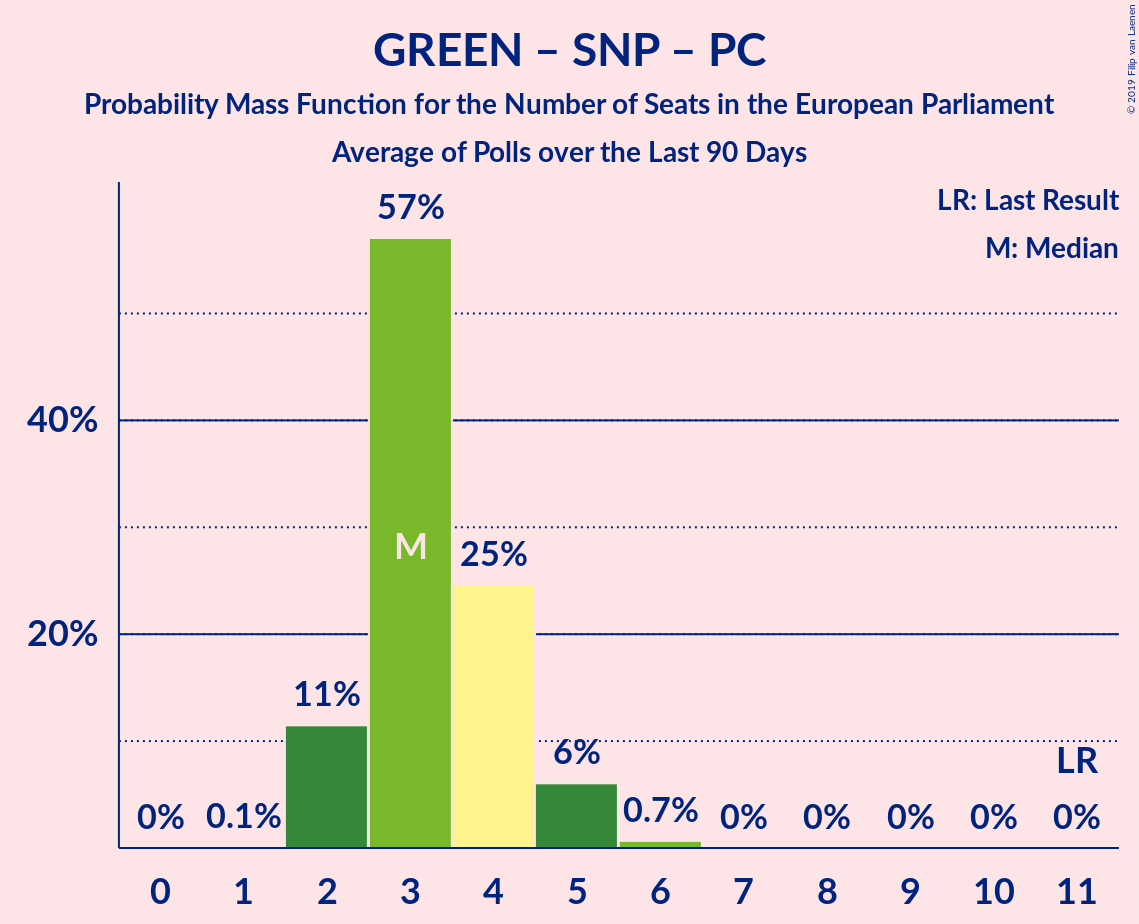 GREEN – SNP – PC
Probability Mass Function for the Number of Seats in the European Parliament
Average of Polls over the Last 90 Days
© 2019 Filip van Laenen
LR: Last Result
M: Median
57%
40%
M
25%
20%
11%
6%
LR
0%
0.1%
0.7%
0%
0%
0%
0%
0%
0 1 2 3 4 5 6 7 8 9 10 11